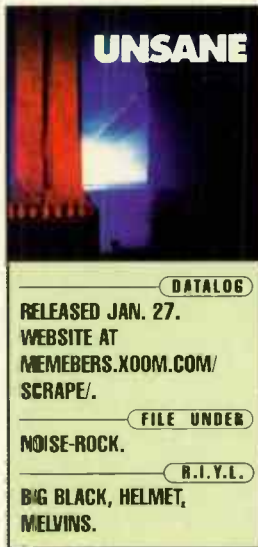 UNSANE
DATALOG
RELEASED JAN. 27.
WEBSITE AT
MEMEBERS.XOOM.COM/
SCRAPE/.
FILE UNDER
NOISE-ROCK.
R.I.Y.L.
BIG BLACK, HELMET,
MELVINS.